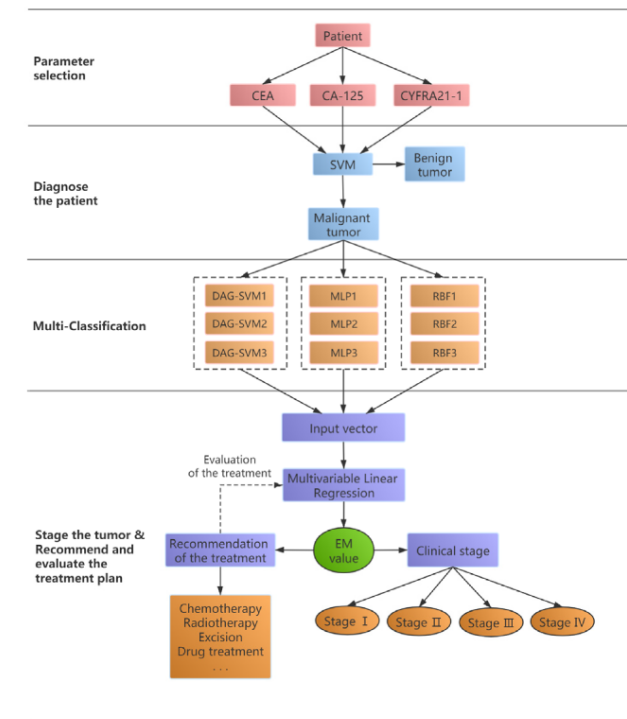 Patient
Parameter
selection
CEA
CA-125
CYFRA21-1
SVM
Benign
tumor
Diagnose
the patient
Malignant
tumor
Multi-Classification
DAG-SVM1
DAG-SVM2
DAG-SVM3
MLP1
MLP2
MLP3
RBF1
RBF2
RBF3
Input vector
Evaluation
of the treatment
Multivariable Linear
Regression
Stage the tumor &
Recommend and
evaluate the
treatment plan
Recommendation
of the treatment
EM
value
Clinical stage
Chemotherapy
Radiotherapy
Excision
Drug treatment
...
Stage Ⅰ
Stage Ⅱ
Stage Ⅲ
Stage Ⅳ